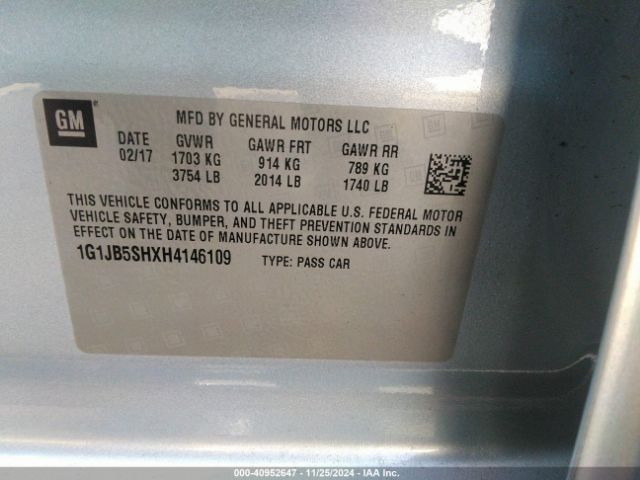 GM
MFD BY GENERAL MOTORS LLC
DATE GVWR GAWR FRT GAWR RR
02/17 1703 KG 914 KG 789 KG
3754 LB 2014 LB 1740 LB
THIS VEHICLE CONFORMS TO ALL APPLICABLE U.S. FEDERAL MOTOR
VEHICLE SAFETY, BUMPER, AND THEFT PREVENTION STANDARDS IN
EFFECT ON THE DATE OF MANUFACTURE SHOWN ABOVE.
1G1JB5SHXH4146109 TYPE: PASS CAR
000-40952647 - 11/25/2024 - IAA Inc.